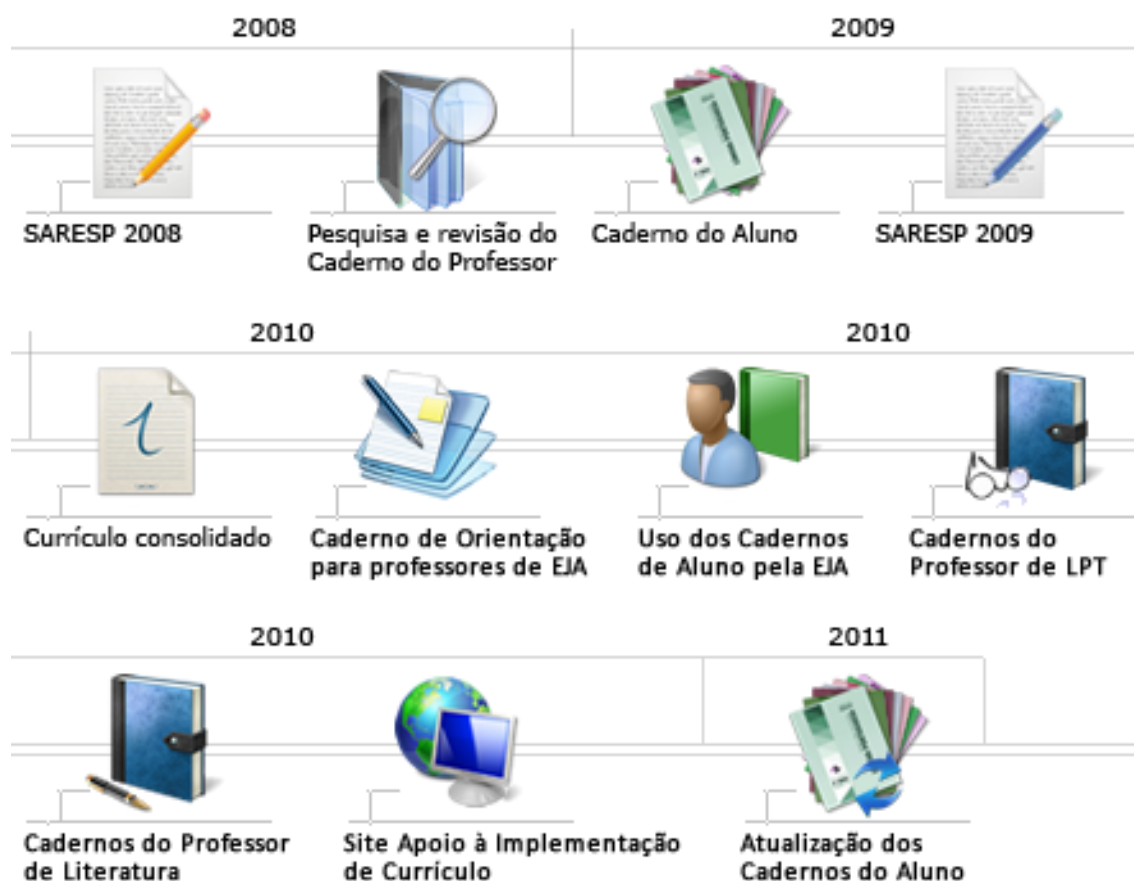 2008
2009
SARESP 2008
Pesquisa e revisão do
Caderno do Professor
Caderno do Aluno
SARESP 2009
2010
2010
Currículo consolidado
Caderno de Orientação
para professores de EJA
Uso dos Cadernos
de Aluno pela EJA
Cadernos do
Professor de LPT
2010
2011
Cadernos do Professor
de Literatura
Site Apoio à Implementação
de Currículo
Atualização dos
Cadernos do Aluno